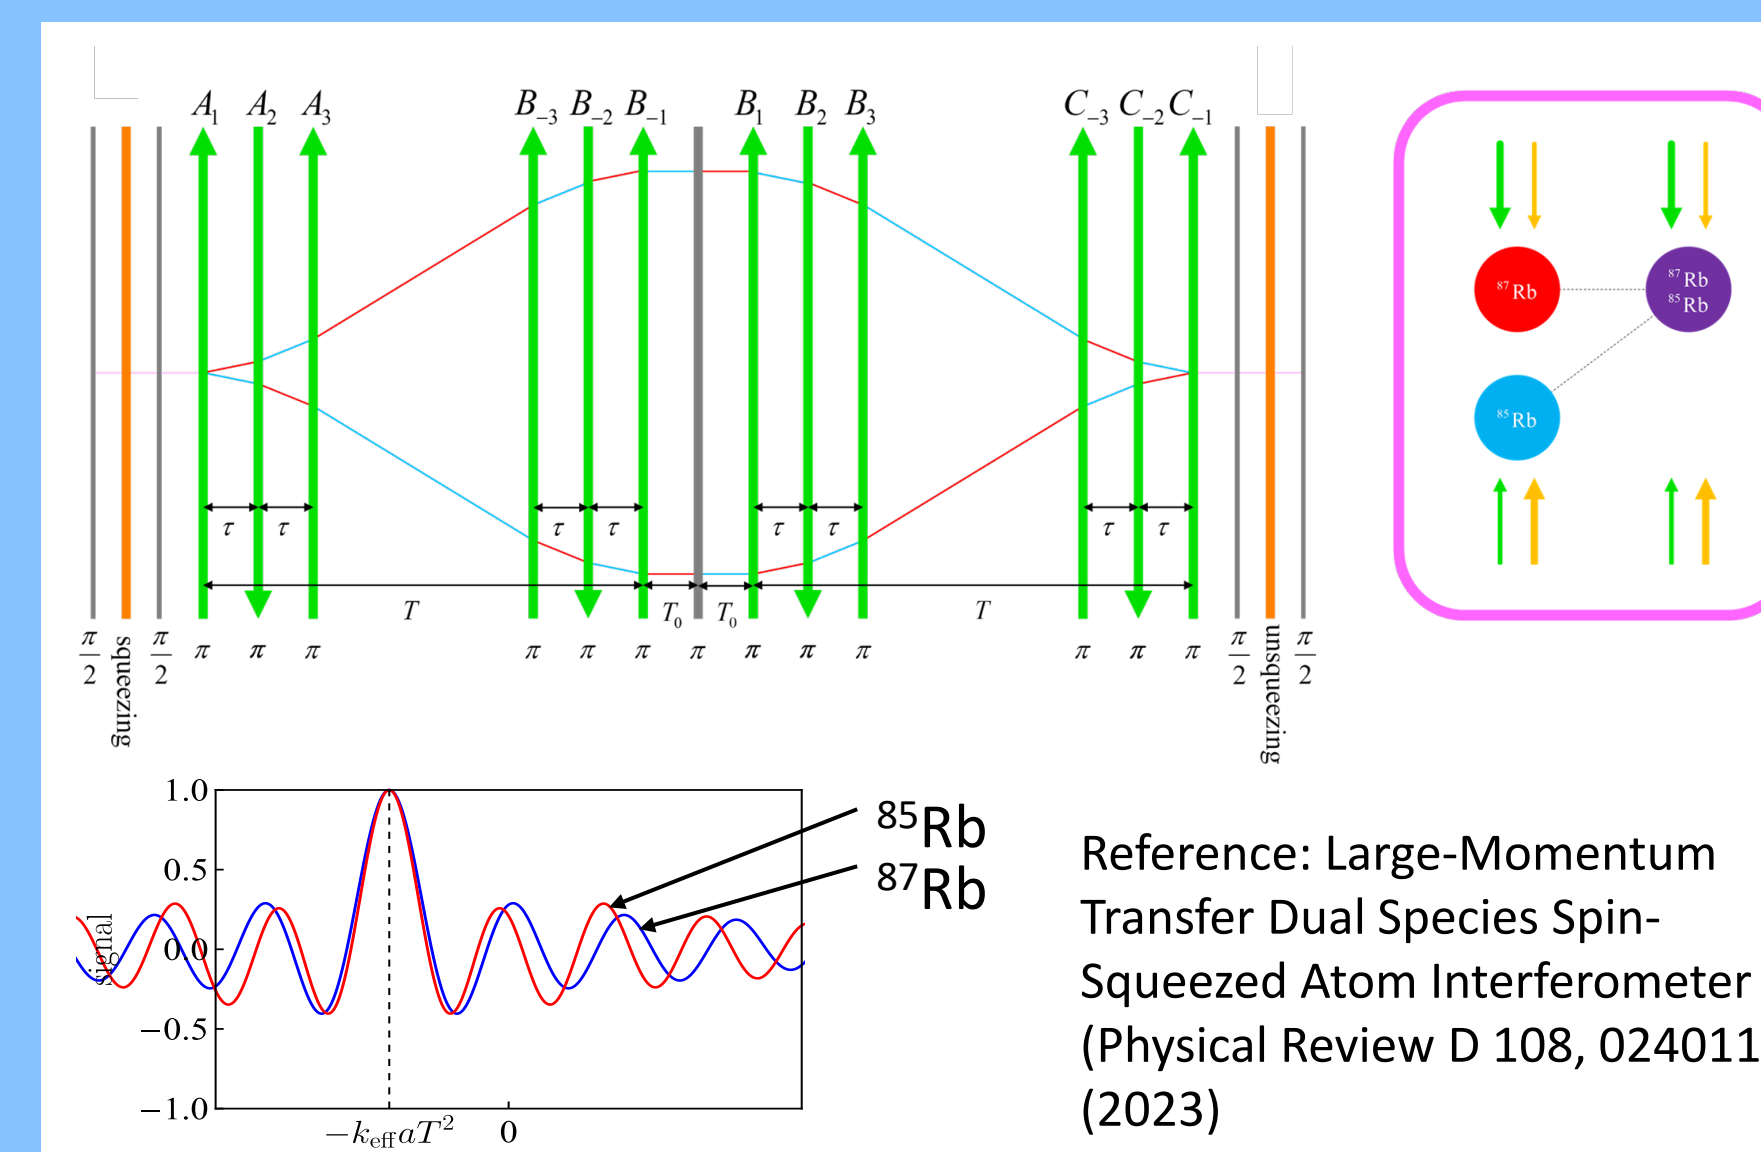 A₁ A₂ A₃ B₋₃ B₋₂ B₋₁ B₁ B₂ B₃ C₋₃ C₋₂ C₋₁
⁸⁷Rb
⁸⁷Rb
⁸⁵Rb
⁸⁵Rb
τ τ τ τ τ τ τ τ
T T₀ T₀ T
π/2 squeezing π/2 π π π π π π π π π π π π π π/2 unsqueezing π/2
1.0
0.5
0.0
−0.5
−1.0
signal
−k_eff aT² 0
⁸⁵Rb
⁸⁷Rb
Reference: Large-Momentum
Transfer Dual Species Spin-
Squeezed Atom Interferometer
(Physical Review D 108, 024011
(2023)